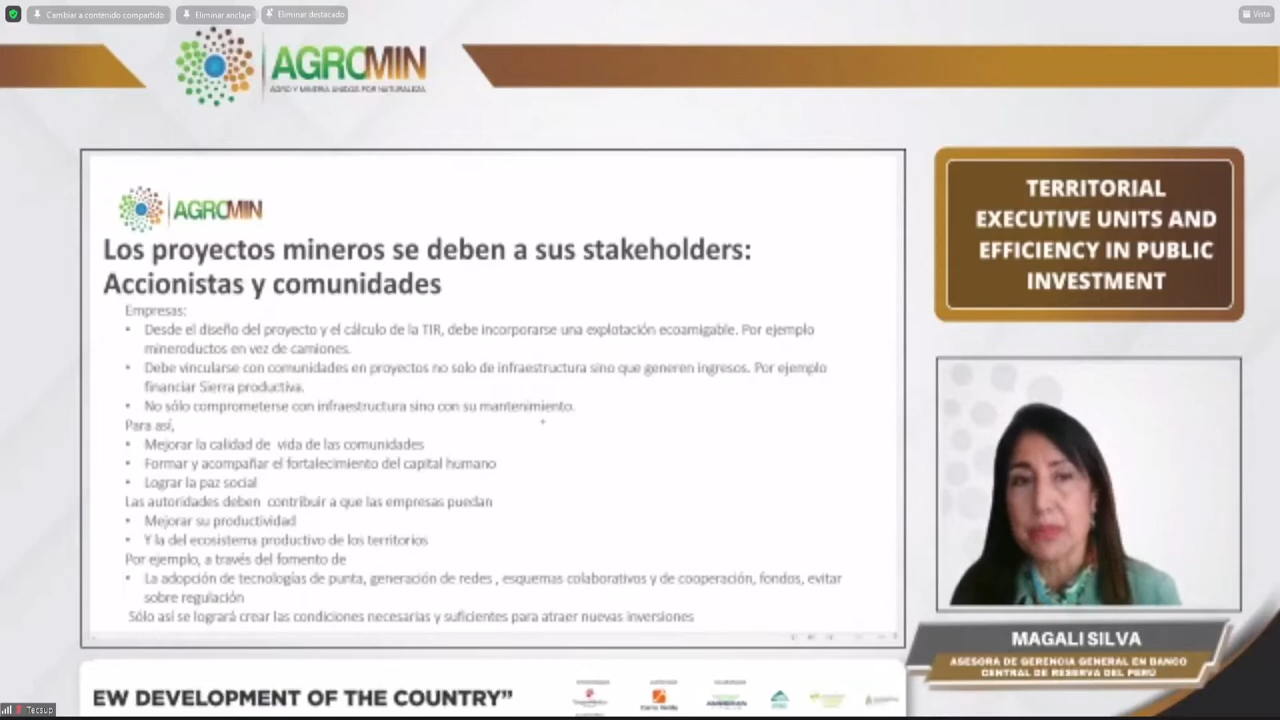 Cambiar a contenido compartido
Eliminar anclaje
Eliminar destacado
Vista
AGROMIN
AGRO Y MINERIA UNIDOS POR NATURALEZA
AGROMIN
Los proyectos mineros se deben a sus stakeholders:
Accionistas y comunidades
Empresas:
• Desde el diseño del proyecto y el cálculo de la TIR, debe incorporarse una explotación ecoamigable. Por ejemplo
mineroductos en vez de camiones.
• Debe vincularse con comunidades en proyectos no solo de infraestructura sino que generen ingresos. Por ejemplo
financiar Sierra productiva.
• No sólo comprometerse con infraestructura sino con su mantenimiento.
Para así,
• Mejorar la calidad de vida de las comunidades
• Formar y acompañar el fortalecimiento del capital humano
• Lograr la paz social
Las autoridades deben contribuir a que las empresas puedan
• Mejorar su productividad
• Y la del ecosistema productivo de los territorios
Por ejemplo, a través del fomento de
• La adopción de tecnologías de punta, generación de redes , esquemas colaborativos y de cooperación, fondos, evitar
sobre regulación
Sólo así se logrará crear las condiciones necesarias y suficientes para atraer nuevas inversiones
TERRITORIAL
EXECUTIVE UNITS AND
EFFICIENCY IN PUBLIC
INVESTMENT
MAGALI SILVA
ASESORA DE GERENCIA GENERAL EN BANCO
CENTRAL DE RESERVA DEL PERÚ
EW DEVELOPMENT OF THE COUNTRY”
Tecsup